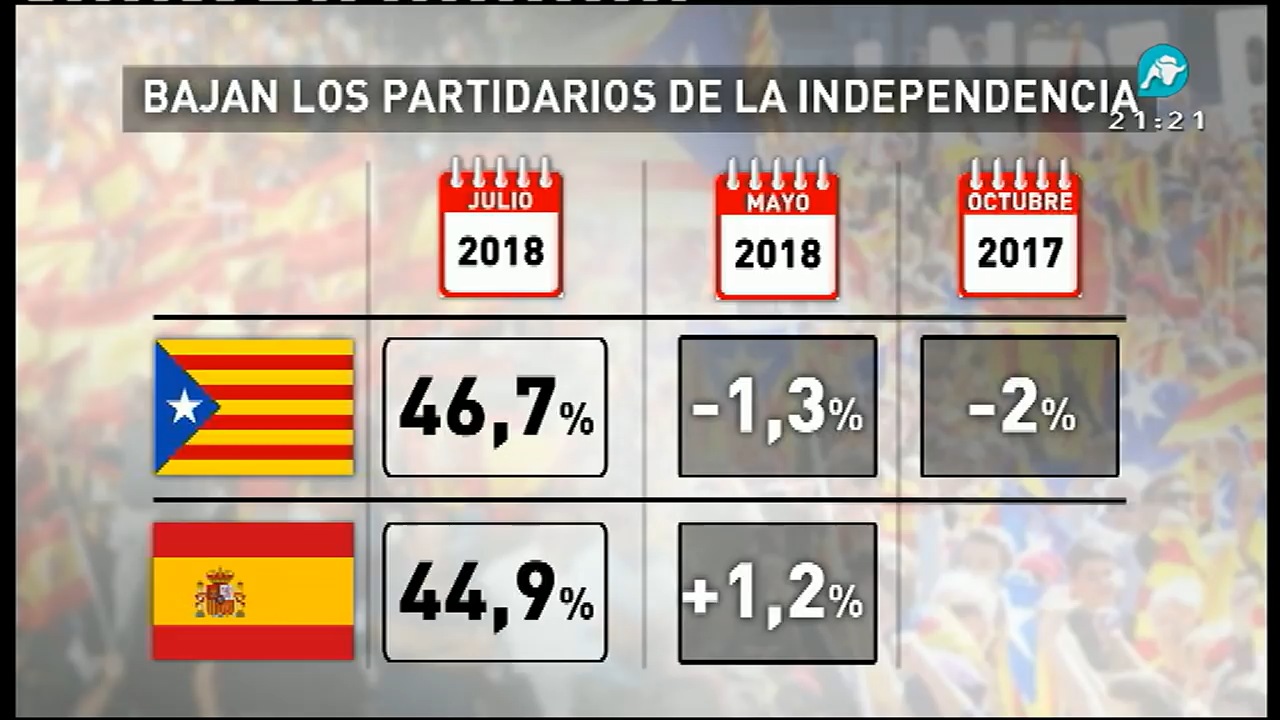 BAJAN LOS PARTIDARIOS DE LA INDEPENDENCIA
21:21
JULIO
2018
MAYO
2018
OCTUBRE
2017
46,7%
-1,3%
-2%
44,9%
+1,2%